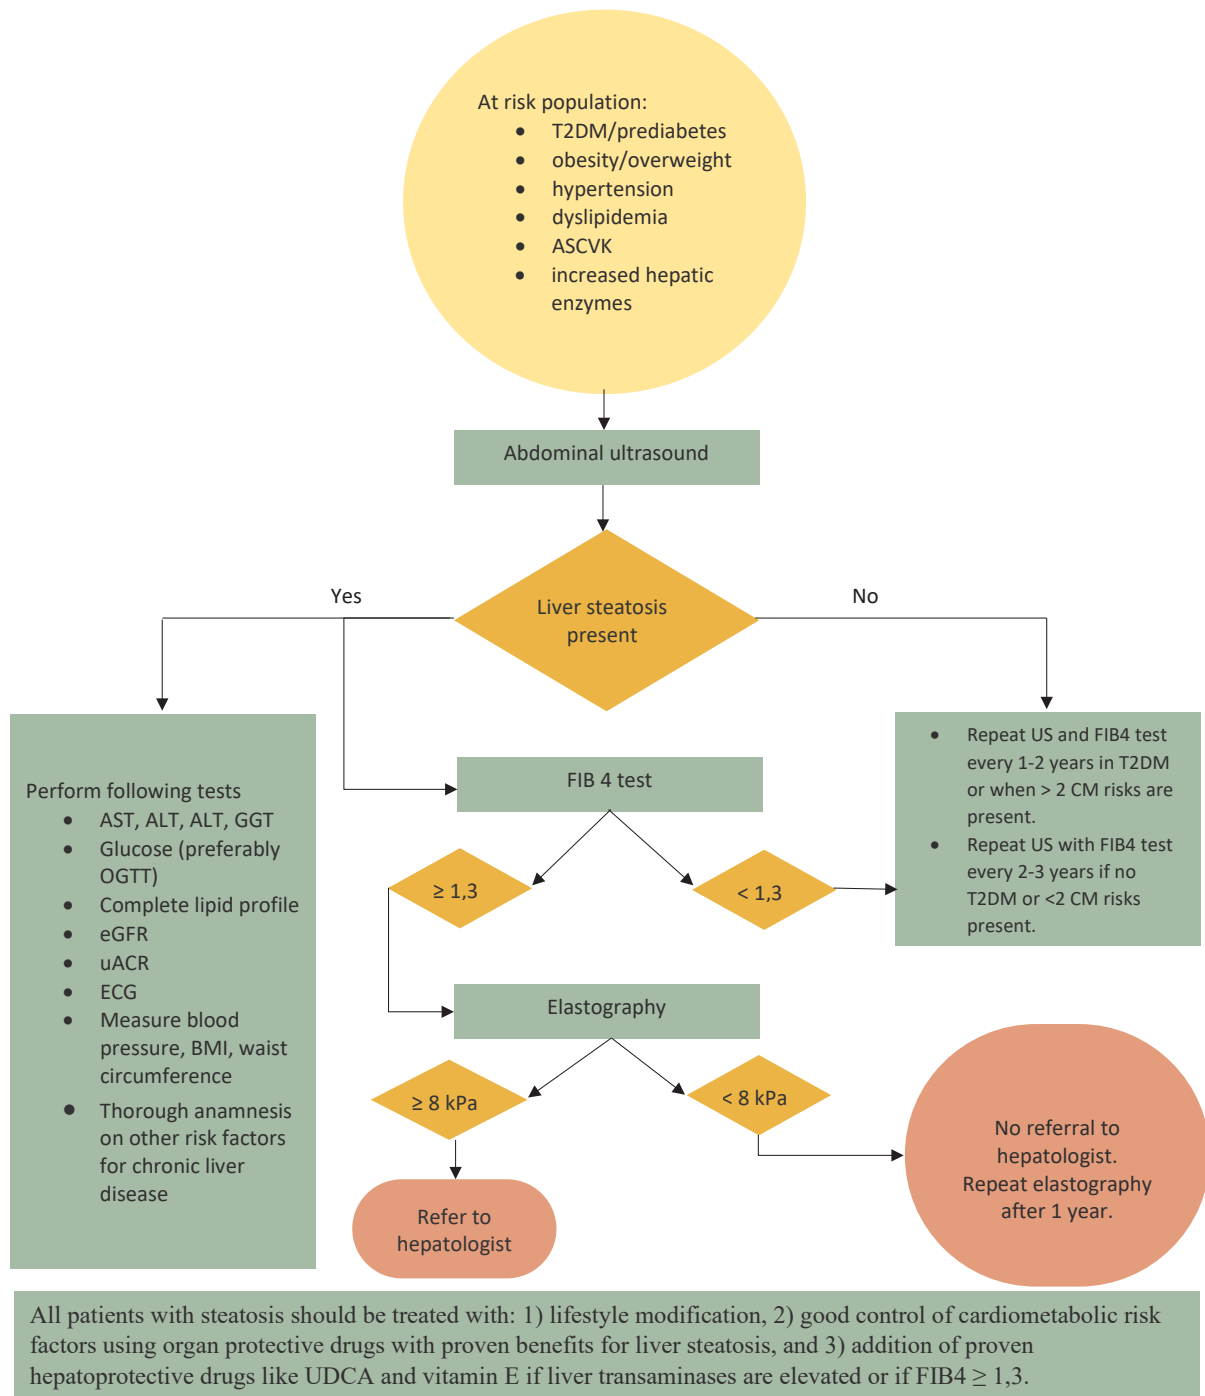 At risk population:
• T2DM/prediabetes
• obesity/overweight
• hypertension
• dyslipidemia
• ASCVK
• increased hepatic
enzymes
Abdominal ultrasound
Liver steatosis
present
Yes
No
Perform following tests
• AST, ALT, ALT, GGT
• Glucose (preferably
OGTT)
• Complete lipid profile
• eGFR
• uACR
• ECG
• Measure blood
pressure, BMI, waist
circumference
• Thorough anamnesis
on other risk factors
for chronic liver
disease
FIB 4 test
≥ 1,3
< 1,3
• Repeat US and FIB4 test
every 1-2 years in T2DM
or when > 2 CM risks are
present.
• Repeat US with FIB4 test
every 2-3 years if no
T2DM or <2 CM risks
present.
Elastography
≥ 8 kPa
< 8 kPa
Refer to
hepatologist
No referral to
hepatologist.
Repeat elastography
after 1 year.
All patients with steatosis should be treated with: 1) lifestyle modification, 2) good control of cardiometabolic risk
factors using organ protective drugs with proven benefits for liver steatosis, and 3) addition of proven
hepatoprotective drugs like UDCA and vitamin E if liver transaminases are elevated or if FIB4 ≥ 1,3.